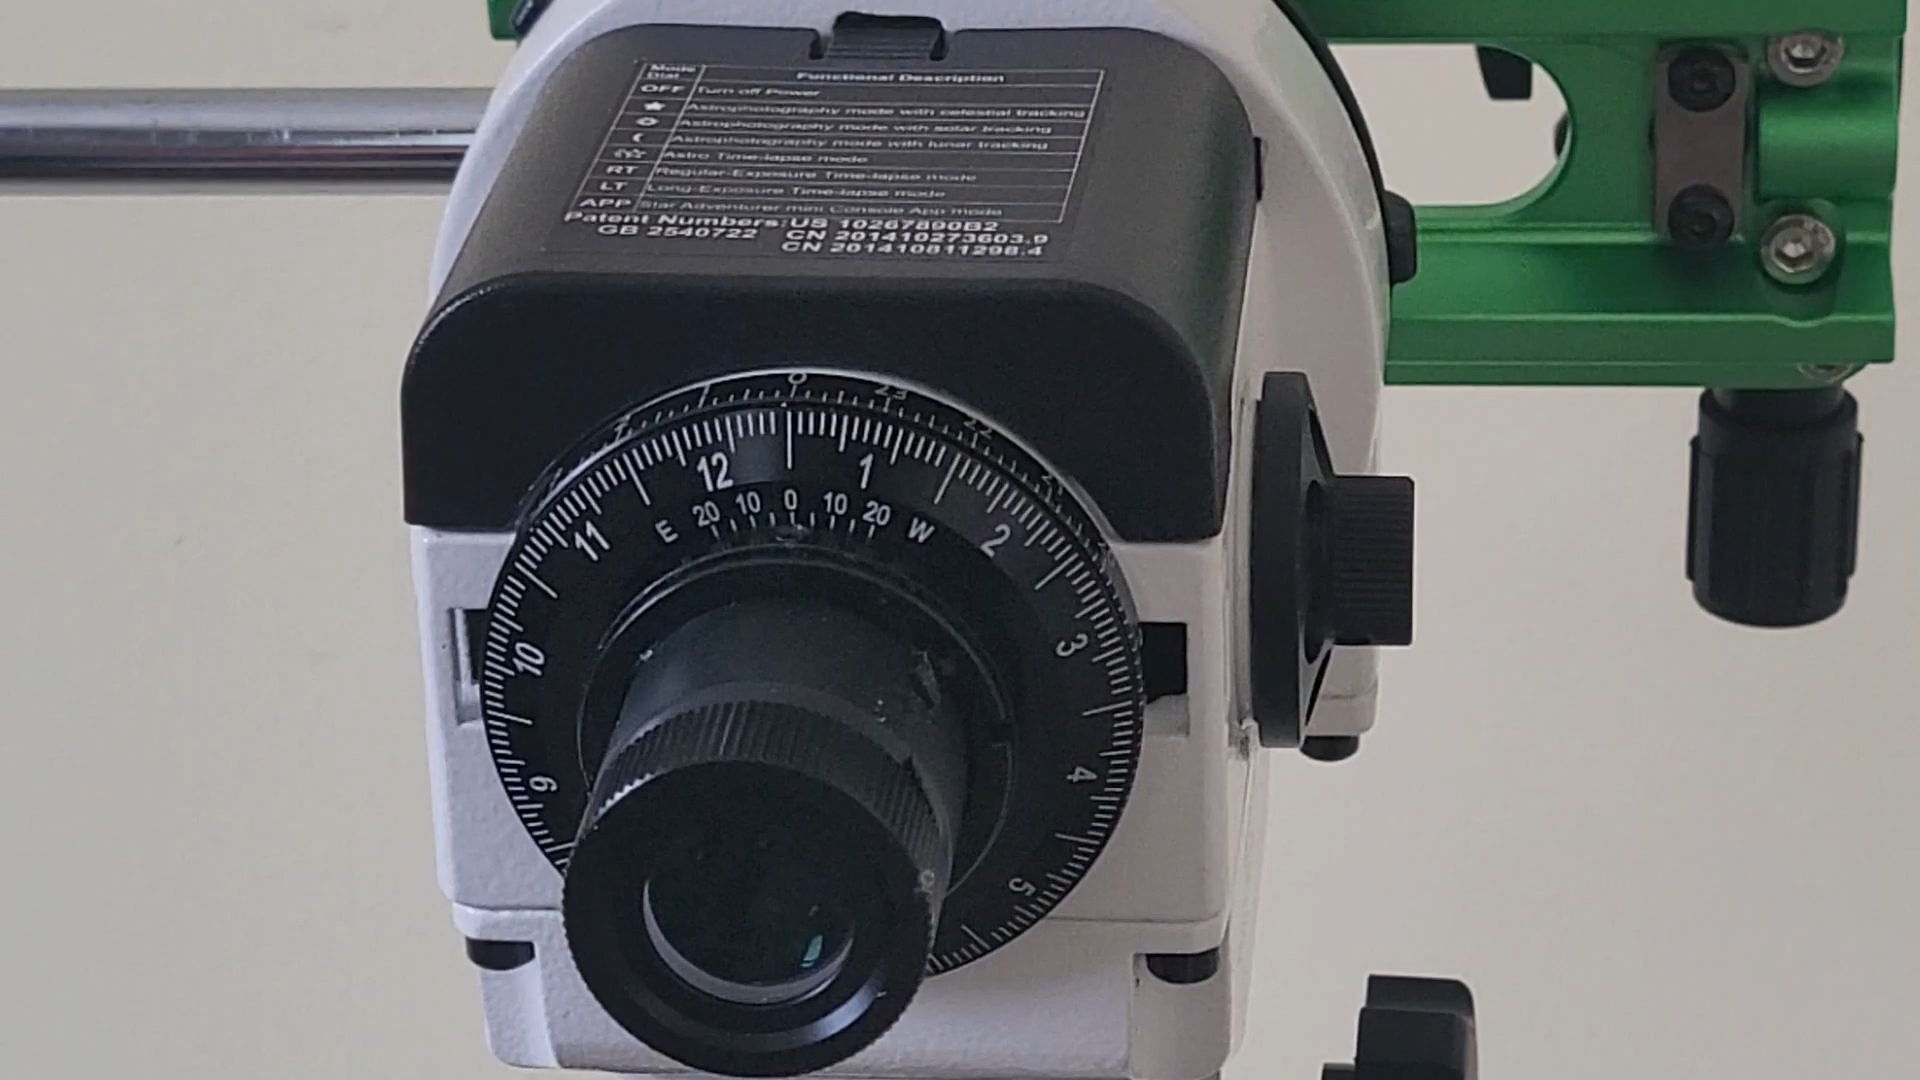 Mode Dial Functional Description
OFF Turn off Power
Astrophotography mode with celestial tracking
Astrophotography mode with solar tracking
Astrophotography mode with lunar tracking
Astro Time-lapse mode
RT Regular-Exposure Time-lapse mode
LT Long-Exposure Time-lapse mode
APP Star Adventurer mini Console App mode
Patent Numbers: US 10267890B2
GB 2540722 CN 201410273603.9
CN 201410811298.4
2 1 0 23 22 21
9 10 11 12 1 2 3 4 5
E 20 10 0 10 20 W